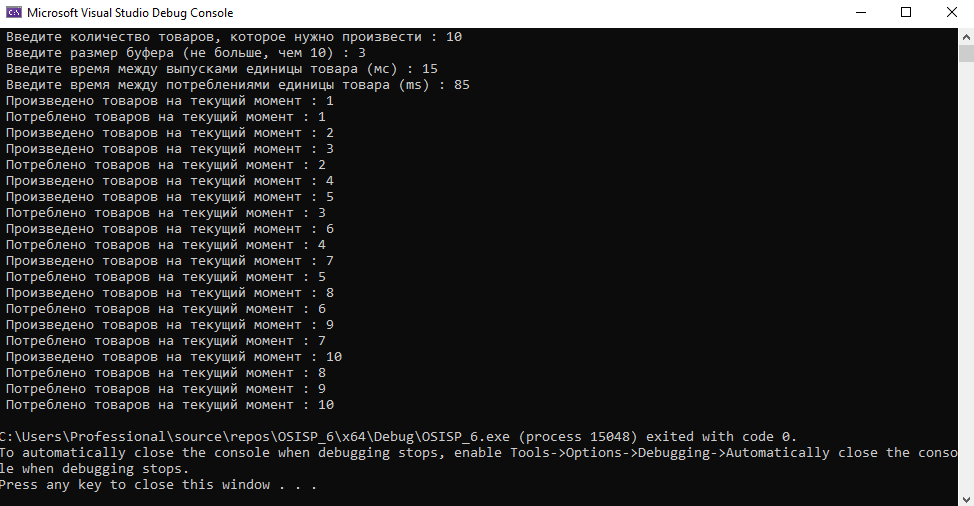 Microsoft Visual Studio Debug Console
Введите количество товаров, которое нужно произвести : 10
Введите размер буфера (не больше, чем 10) : 3
Введите время между выпусками единицы товара (мс) : 15
Введите время между потреблениями единицы товара (ms) : 85
Произведено товаров на текущий момент : 1
Потреблено товаров на текущий момент : 1
Произведено товаров на текущий момент : 2
Произведено товаров на текущий момент : 3
Потреблено товаров на текущий момент : 2
Произведено товаров на текущий момент : 4
Произведено товаров на текущий момент : 5
Потреблено товаров на текущий момент : 3
Произведено товаров на текущий момент : 6
Потреблено товаров на текущий момент : 4
Произведено товаров на текущий момент : 7
Потреблено товаров на текущий момент : 5
Произведено товаров на текущий момент : 8
Потреблено товаров на текущий момент : 6
Произведено товаров на текущий момент : 9
Потреблено товаров на текущий момент : 7
Произведено товаров на текущий момент : 10
Потреблено товаров на текущий момент : 8
Потреблено товаров на текущий момент : 9
Потреблено товаров на текущий момент : 10
C:\Users\Professional\source\repos\OSISP_6\x64\Debug\OSISP_6.exe (process 15048) exited with code 0.
To automatically close the console when debugging stops, enable Tools->Options->Debugging->Automatically close the conso
le when debugging stops.
Press any key to close this window . . .